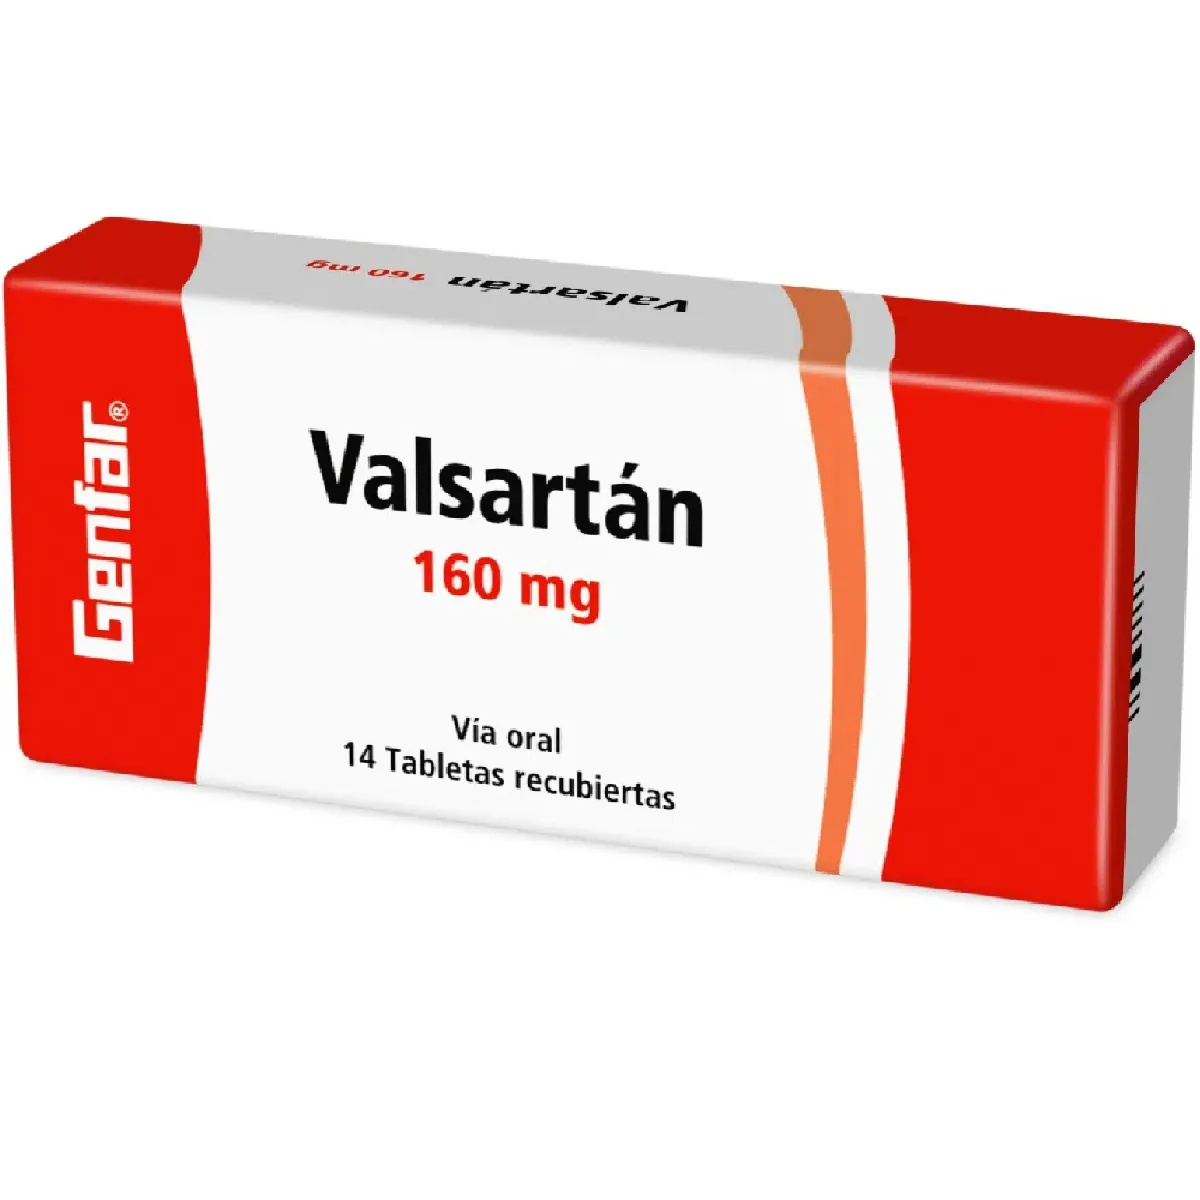 Valsartán 160 mg
Genfar®
Valsartán
160 mg
Vía oral
14 Tabletas recubiertas